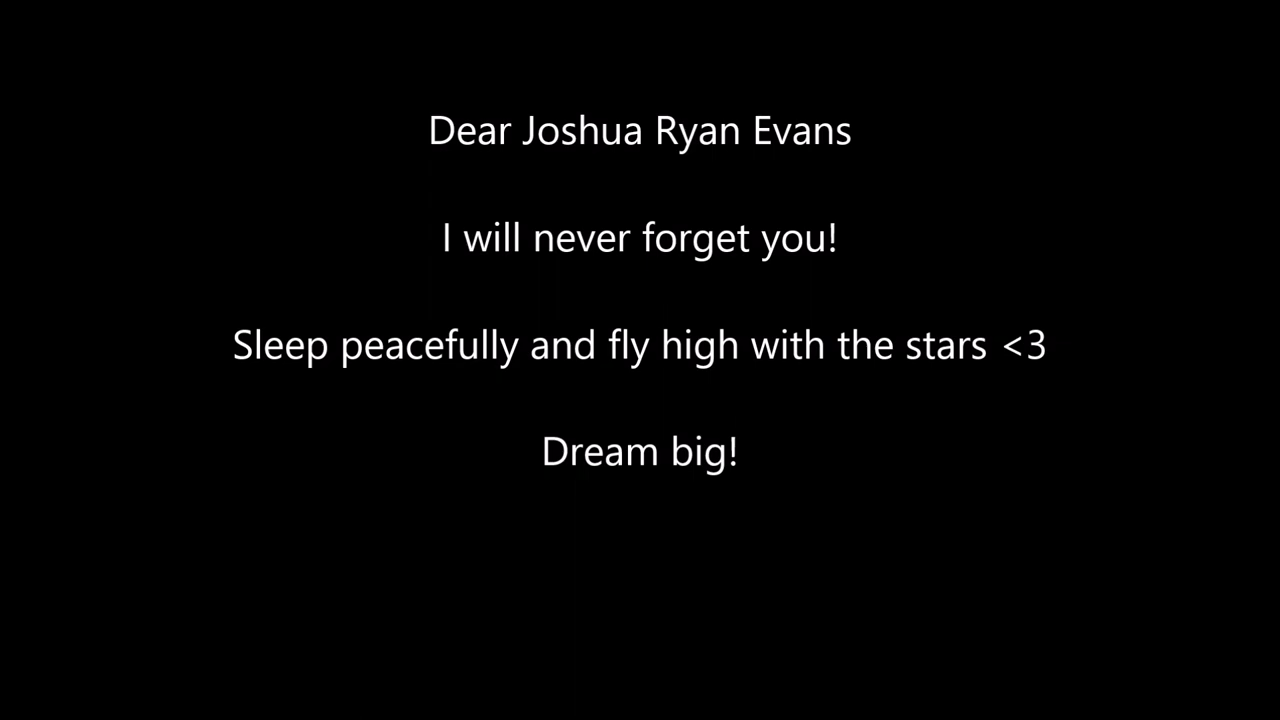 Dear Joshua Ryan Evans
I will never forget you!
Sleep peacefully and fly high with the stars <3
Dream big!